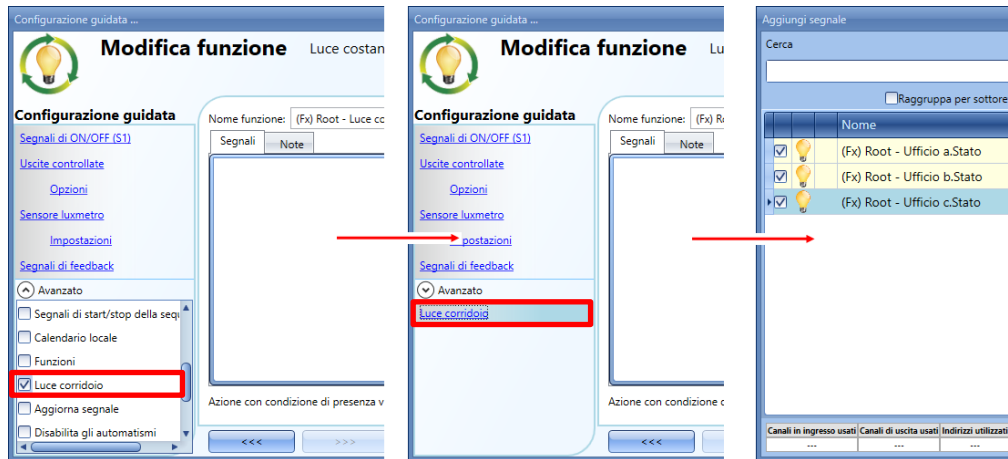 Configurazione guidata ...
Modifica funzione Luce costan
Configurazione guidata
Nome funzione: (Fx) Root - Luce cc
Segnali di ON/OFF (S1)
Segnali Note
Uscite controllate
Opzioni
Sensore luxmetro
Impostazioni
Segnali di feedback
Avanzato
Segnali di start/stop della sequ
Calendario locale
Funzioni
Luce corridoio
Aggiorna segnale
Disabilita gli automatismi
Azione con condizione di presenza v
<<< >>>
Configurazione guidata ...
Modifica funzione Lu
Configurazione guidata
Nome funzione: (Fx) Ro
Segnali di ON/OFF (S1)
Segnali Note
Uscite controllate
Opzioni
Sensore luxmetro
postazioni
Segnali di feedback
Avanzato
Luce corridoio
Azione con condizione d
<<<
Aggiungi segnale
Cerca
Raggruppa per sottore
Nome
(Fx) Root - Ufficio a.Stato
(Fx) Root - Ufficio b.Stato
(Fx) Root - Ufficio c.Stato
Canali in ingresso usati Canali di uscita usati Indirizzi utilizzati
--- --- ---